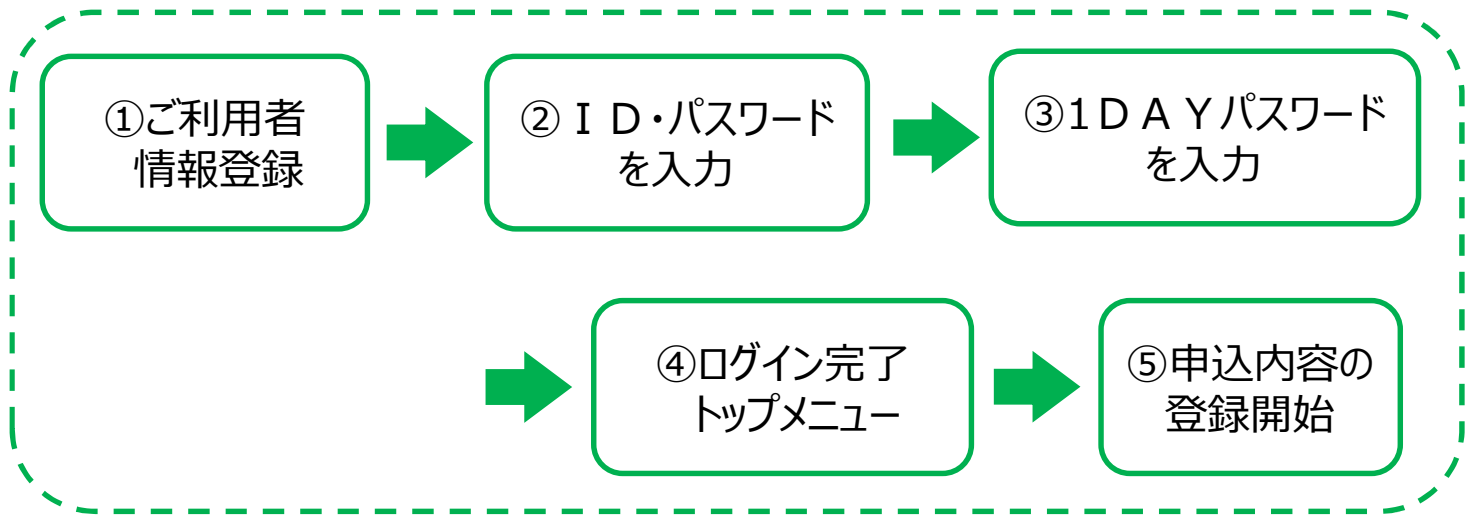 ①ご利用者
情報登録
②ＩＤ・パスワード
を入力
③1ＤＡＹパスワード
を入力
④ログイン完了
トップメニュー
⑤申込内容の
登録開始